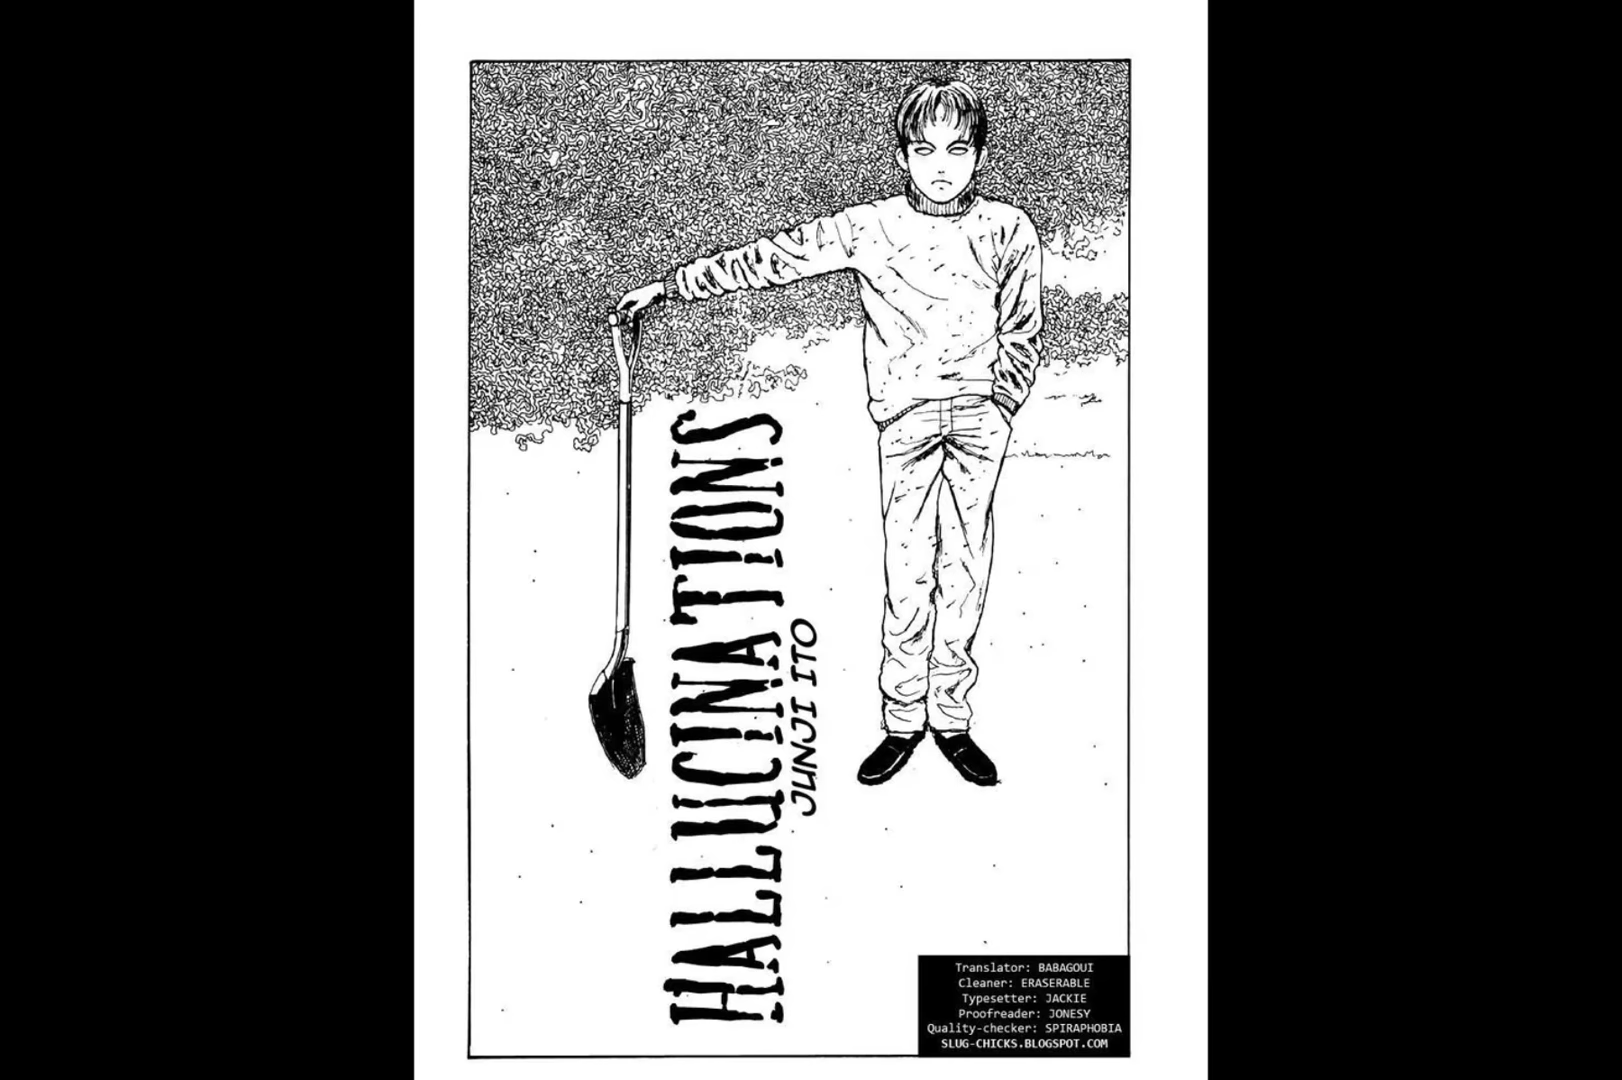 HALLUCINATIONS
JUNJI ITO
Translator: BABAGOUI
Cleaner: ERASERABLE
Typesetter: JACKIE
Proofreader: JONESY
Quality-checker: SPIRAPHOBIA
SLUG-CHICKS.BLOGSPOT.COM